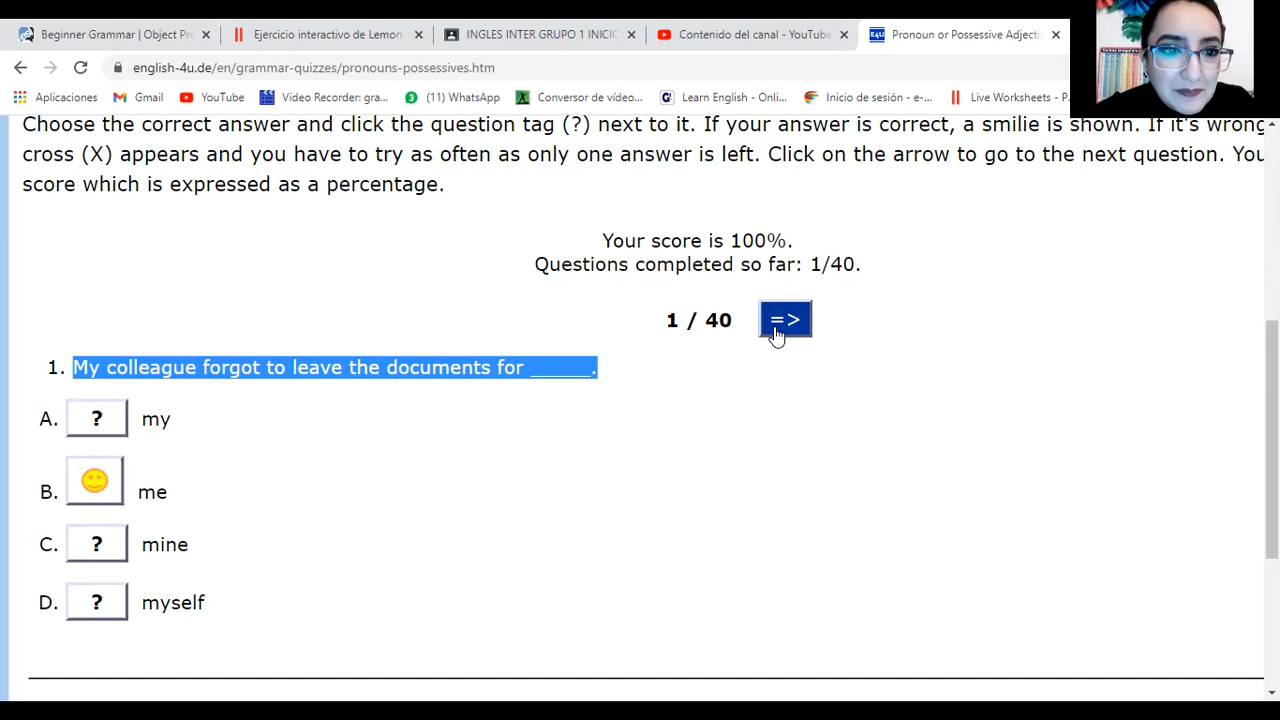 Beginner Grammar | Object Pro
Ejercicio interactivo de Lemon
INGLES INTER GRUPO 1 INICIC
Contenido del canal - YouTube
E4U Pronoun or Possessive Adjecti
english-4u.de/en/grammar-quizzes/pronouns-possessives.htm
Aplicaciones
Gmail
YouTube
Video Recorder: gra...
(11) WhatsApp
Conversor de vídeo...
Learn English - Onli...
Inicio de sesión - e-...
Live Worksheets - P.
Choose the correct answer and click the question tag (?) next to it. If your answer is correct, a smilie is shown. If it's wrong
cross (X) appears and you have to try as often as only one answer is left. Click on the arrow to go to the next question. You
score which is expressed as a percentage.
Your score is 100%.
Questions completed so far: 1/40.
1 / 40 =>
1. My colleague forgot to leave the documents for ______.
A. ? my
B. me
C. ? mine
D. ? myself